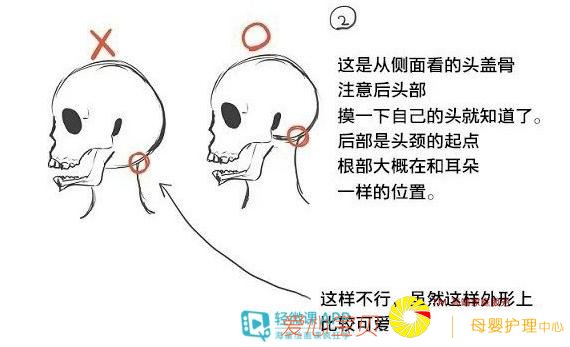 ②
这是从侧面看的头盖骨
注意后头部
摸一下自己的头就知道了。
后部是头颈的起点
根部大概在和耳朵
一样的位置。
这样不行，虽然这样外形上
比较可爱
轻微课APP
母婴护理中心